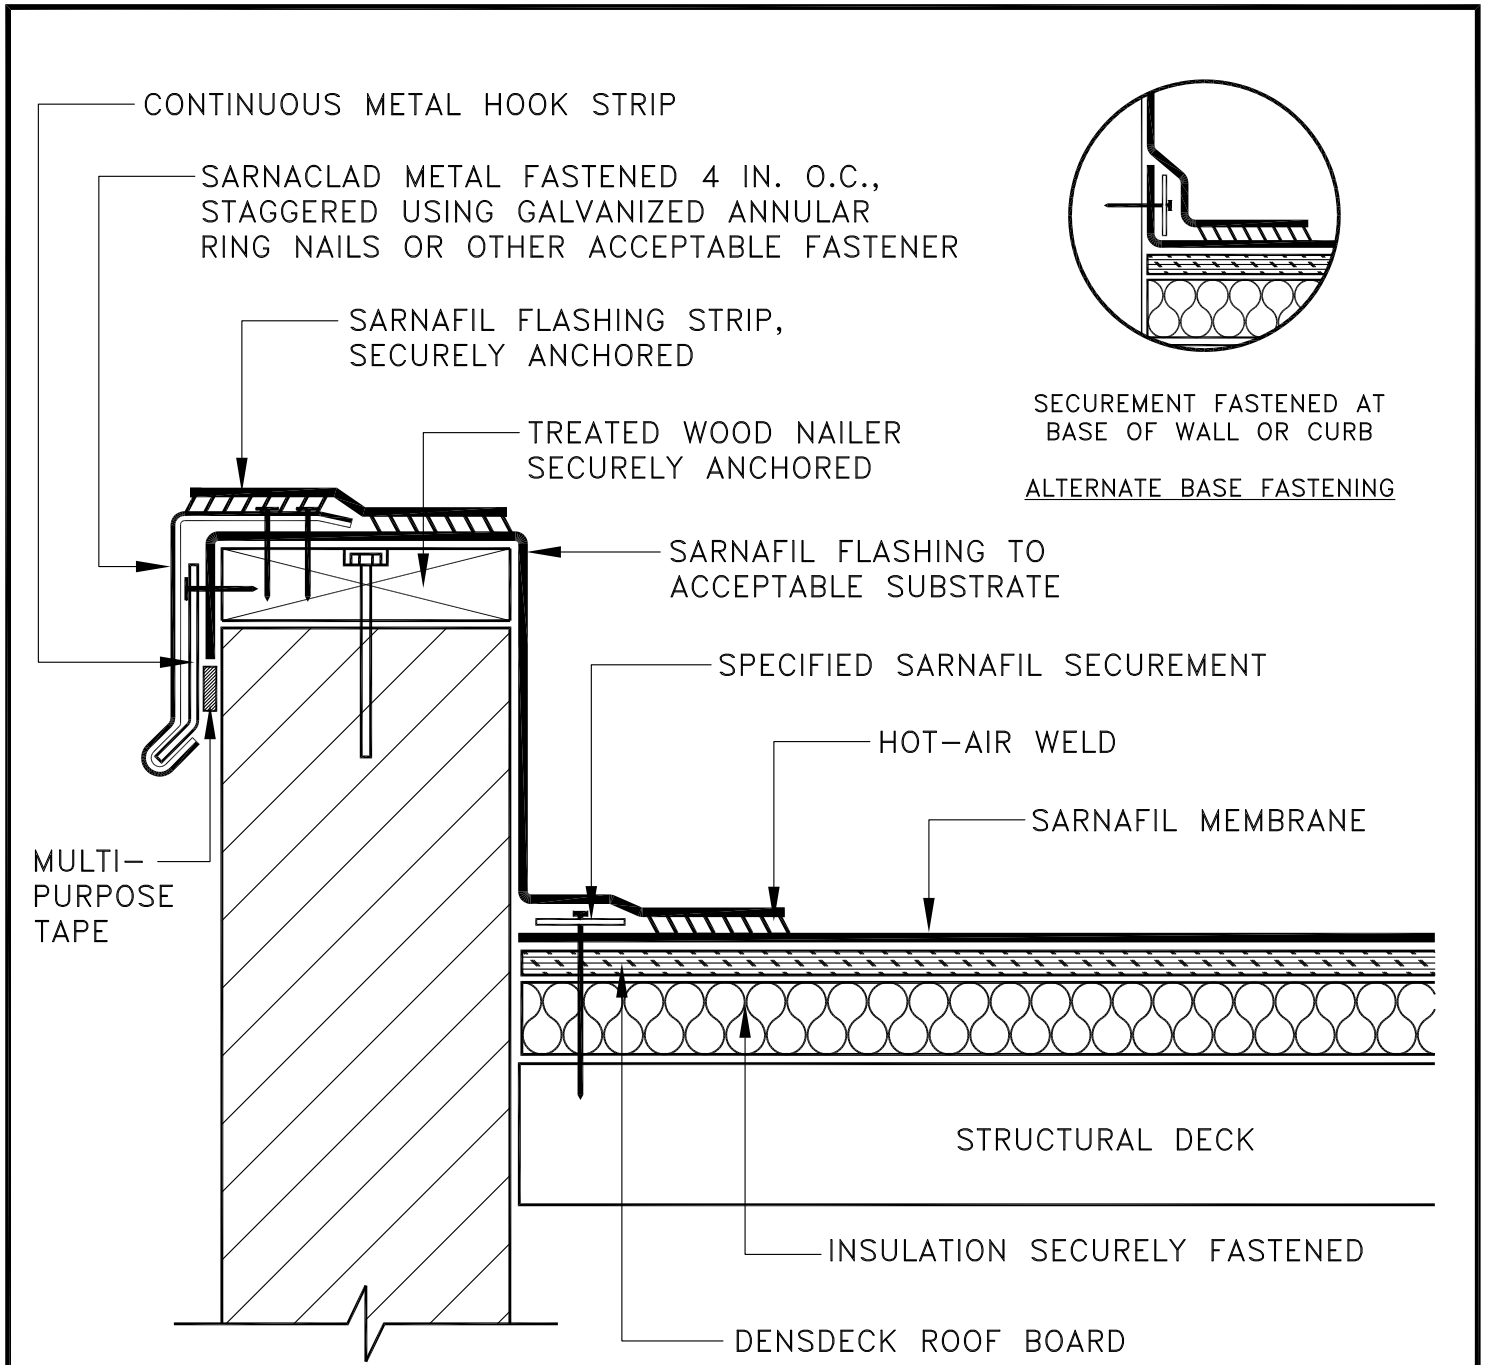 CONTINUOUS METAL HOOK STRIP
SARNACLAD METAL FASTENED 4 IN. O.C.,
STAGGERED USING GALVANIZED ANNULAR
RING NAILS OR OTHER ACCEPTABLE FASTENER
SARNAFIL FLASHING STRIP,
SECURELY ANCHORED
SECUREMENT FASTENED AT
BASE OF WALL OR CURB
ALTERNATE BASE FASTENING
TREATED WOOD NAILER
SECURELY ANCHORED
SARNAFIL FLASHING TO
ACCEPTABLE SUBSTRATE
SPECIFIED SARNAFIL SECUREMENT
HOT-AIR WELD
SARNAFIL MEMBRANE
MULTI-
PURPOSE
TAPE
STRUCTURAL DECK
INSULATION SECURELY FASTENED
DENSDECK ROOF BOARD